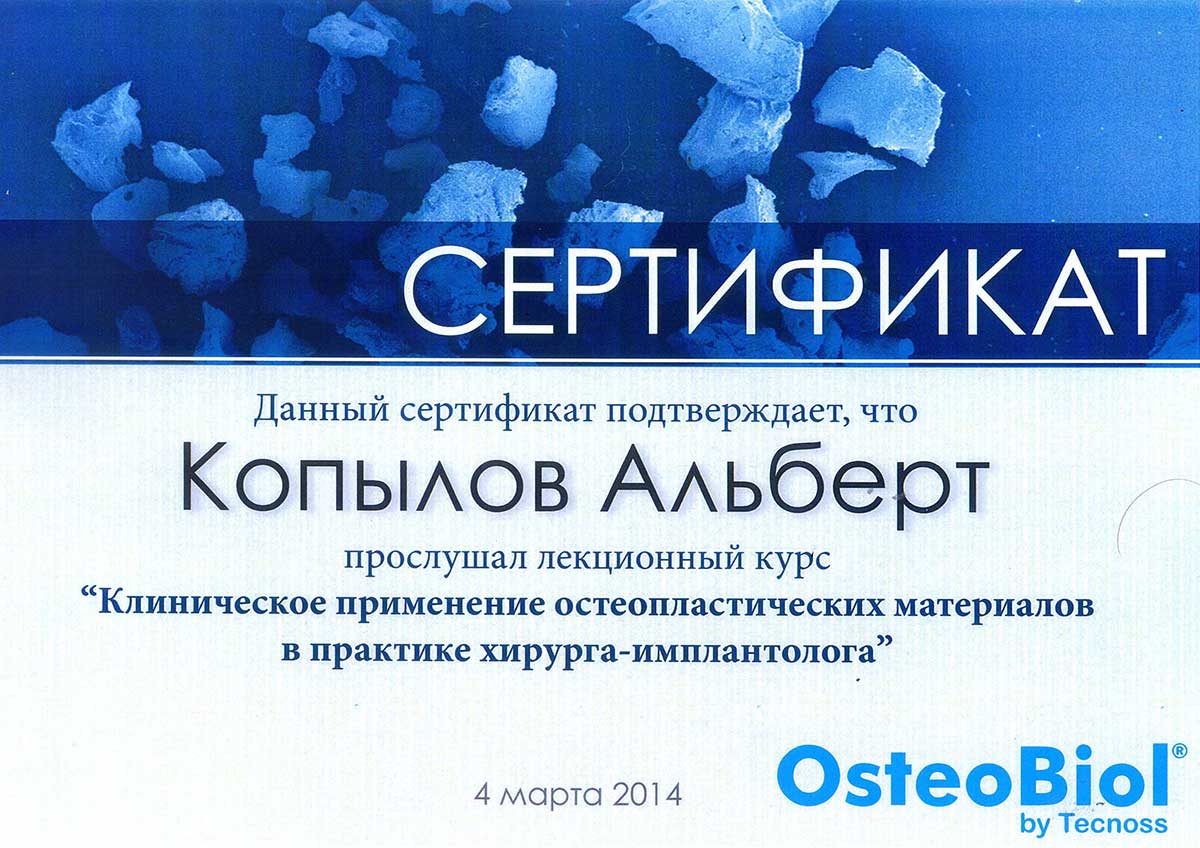 СЕРТИФИКАТ
Данный сертификат подтверждает, что
Копылов Альберт
прослушал лекционный курс
“Клиническое применение остеопластических материалов
в практике хирурга-имплантолога”
4 марта 2014
OsteoBiol®
by Tecnoss